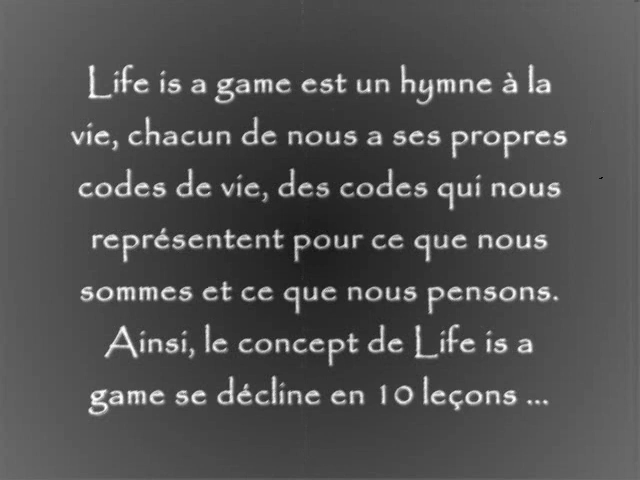 Life is a game est un hymne à la
vie, chacun de nous a ses propres
codes de vie, des codes qui nous
représentent pour ce que nous
sommes et ce que nous pensons.
Ainsi, le concept de Life is a
game se décline en 10 leçons ...